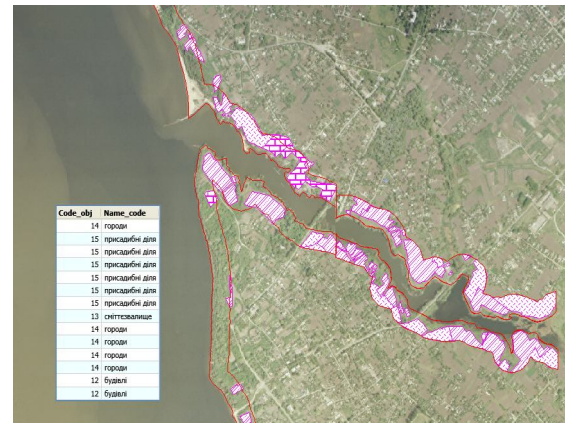 Code_obj Name_code
14 городи
15 присадибні діля
15 присадибні діля
15 присадибні діля
15 присадибні діля
15 присадибні діля
15 присадибні діля
13 сміттєзвалище
14 городи
14 городи
14 городи
14 городи
12 будівлі
12 будівлі